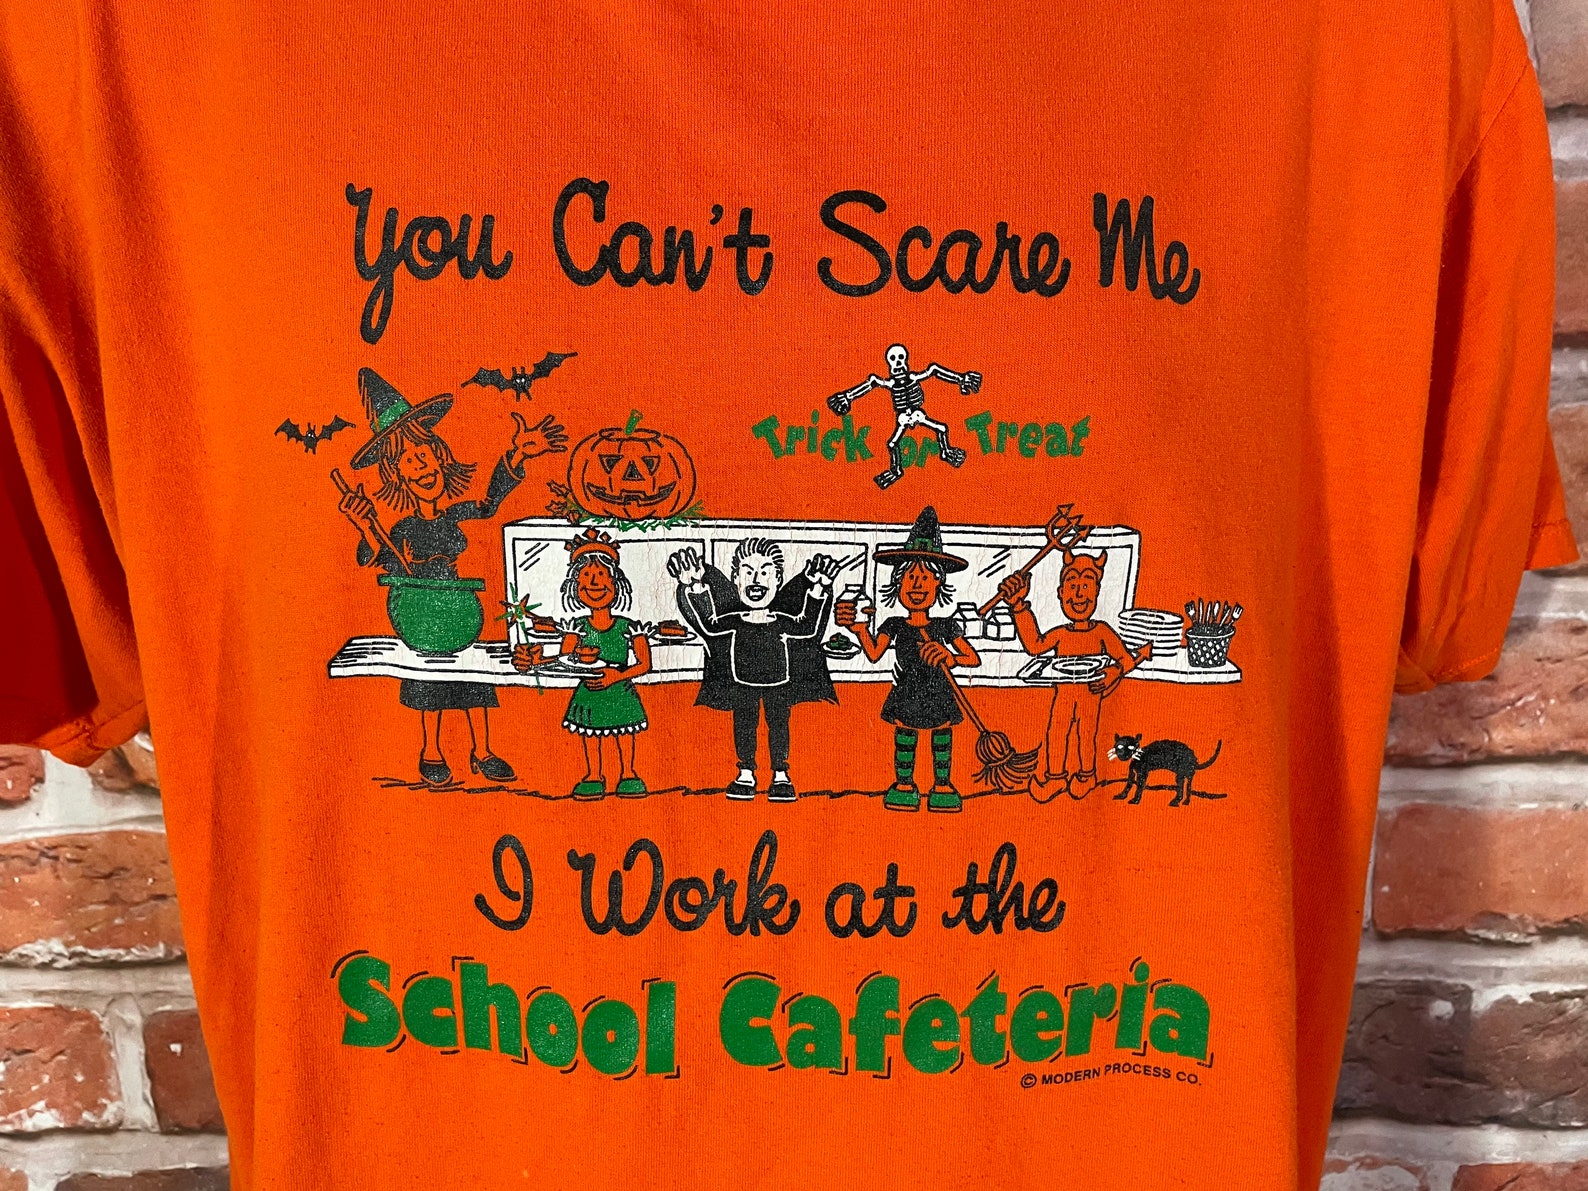 You Can't Scare Me
Trick or Treat
I Work at the
School Cafeteria
© MODERN PROCESS CO.